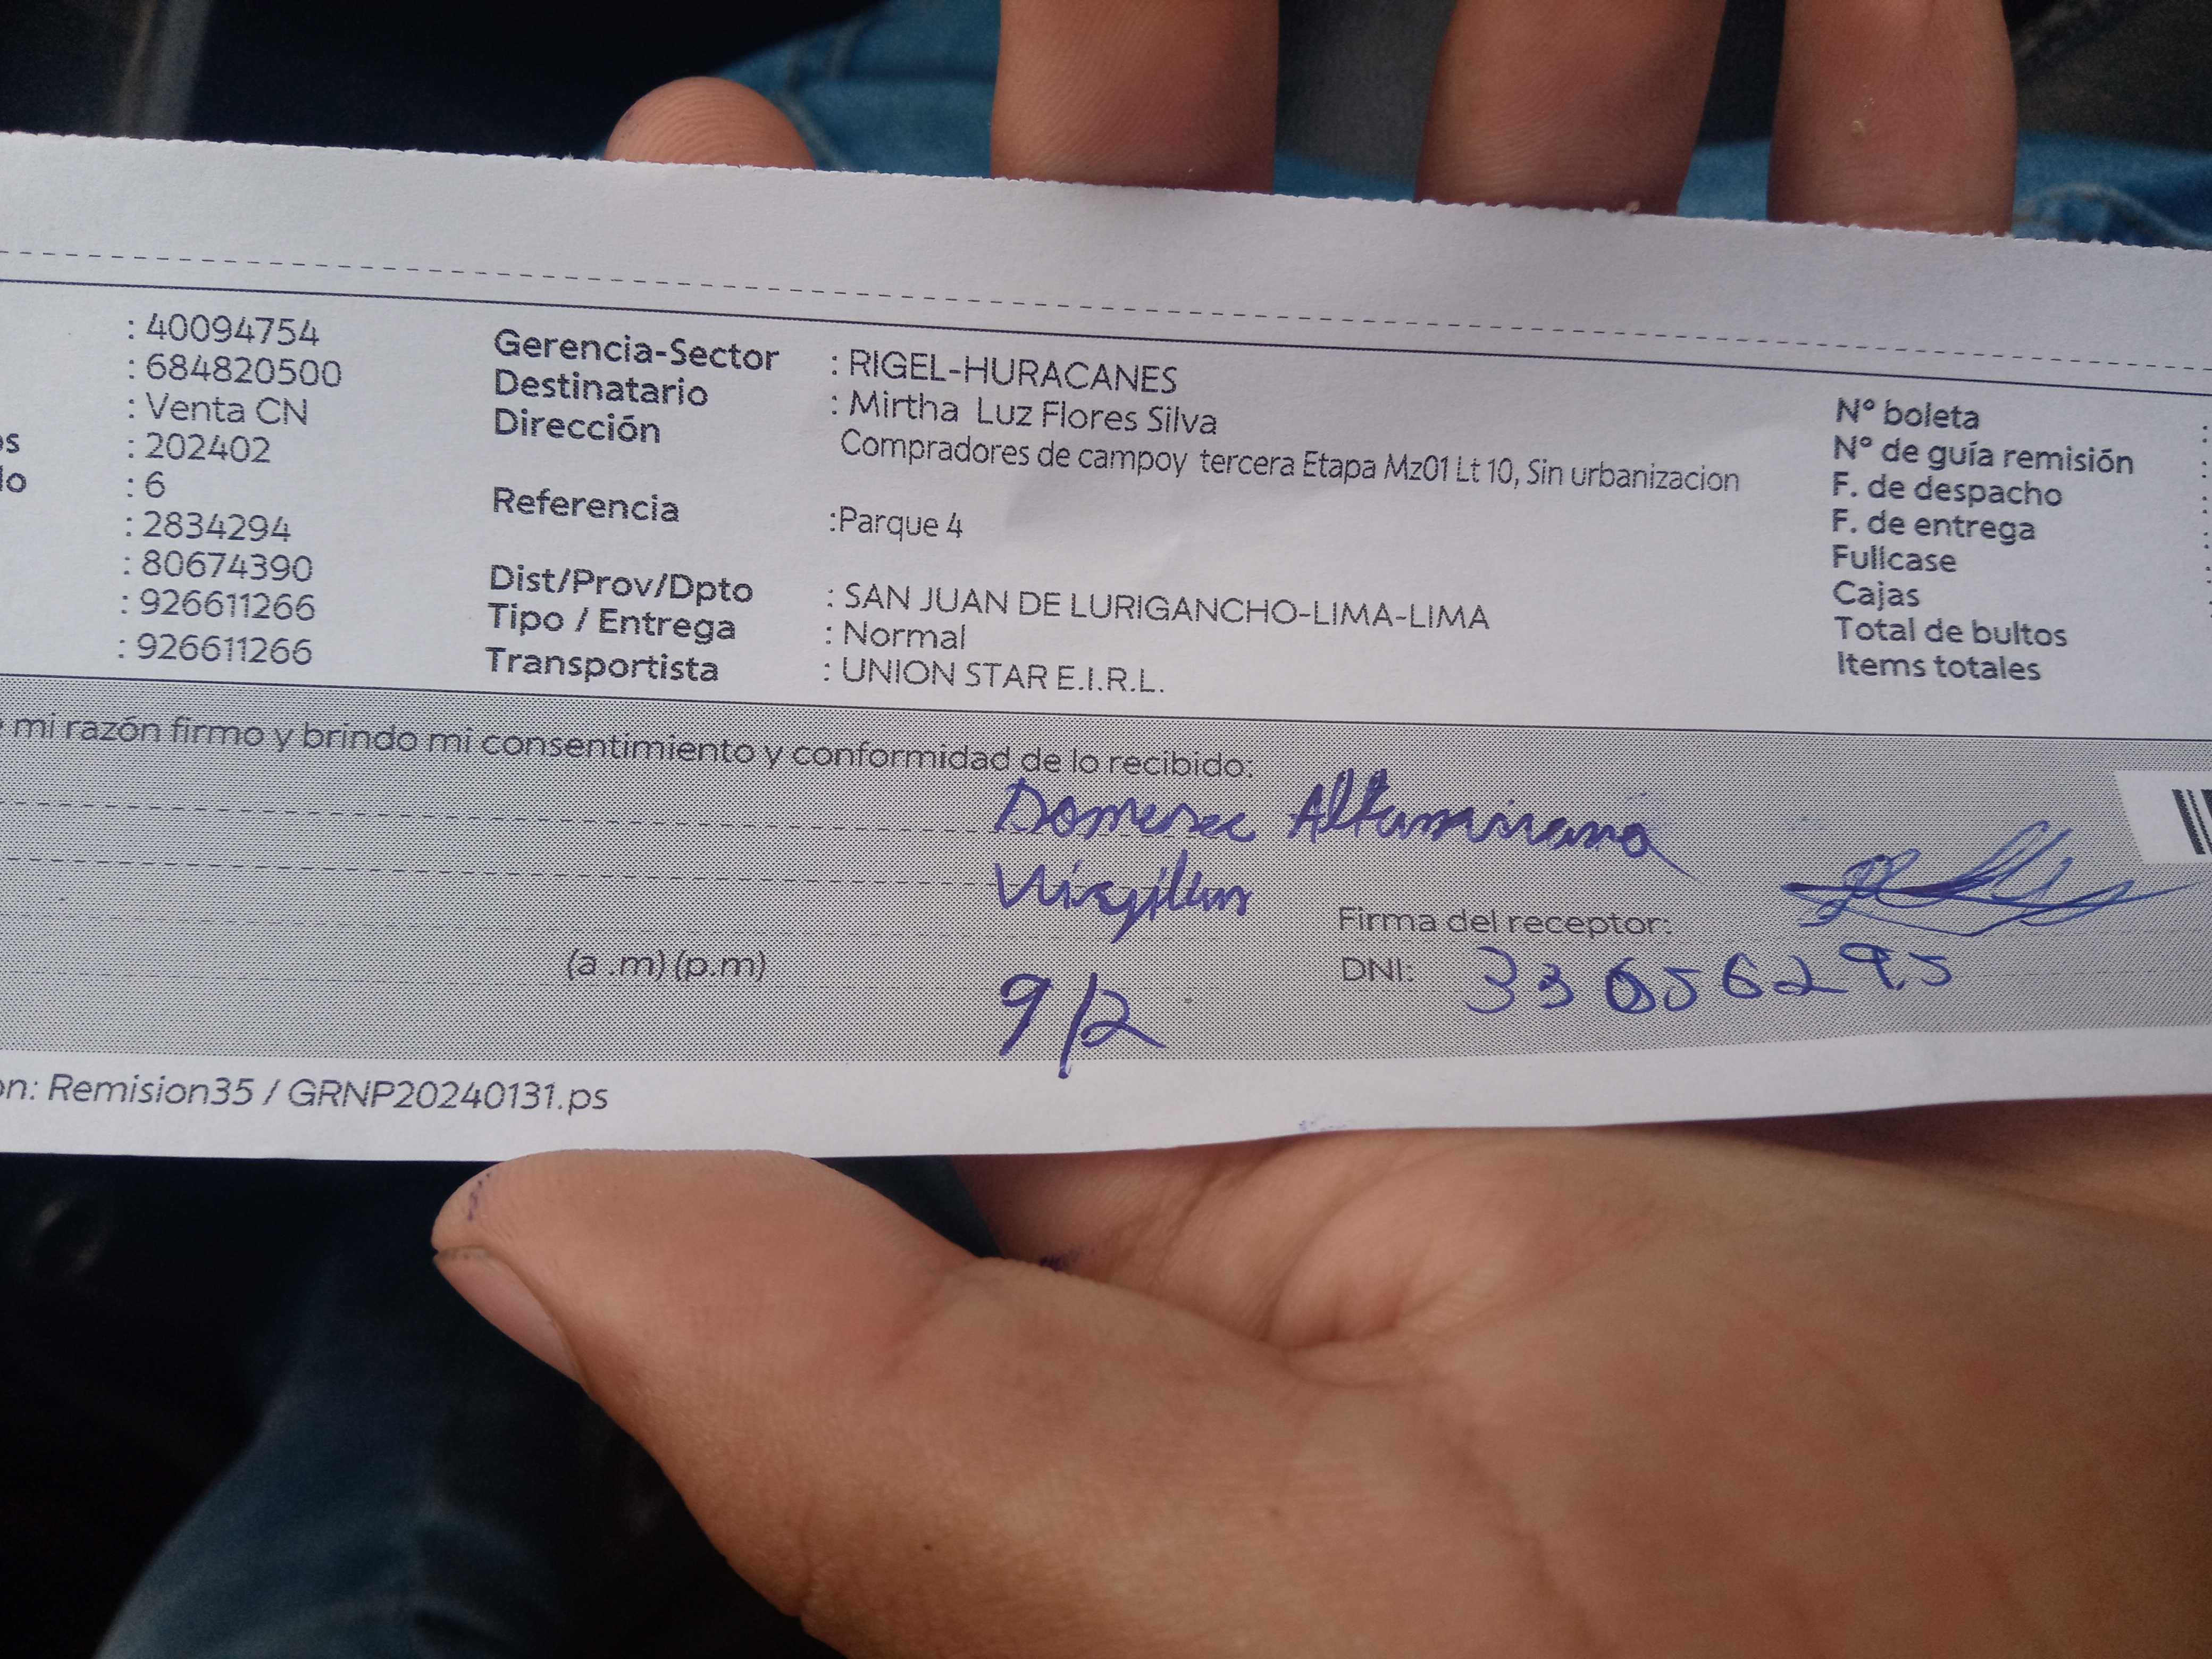 : 40094754
: 684820500
: Venta CN
os : 202402
do : 6
: 2834294
: 80674390
: 926611266
: 926611266
Gerencia-Sector : RIGEL-HURACANES
Destinatario : Mirtha Luz Flores Silva
Dirección Compradores de campoy tercera Etapa Mz01 Lt 10, Sin urbanizacion
Referencia :Parque 4
Dist/Prov/Dpto : SAN JUAN DE LURIGANCHO-LIMA-LIMA
Tipo / Entrega : Normal
Transportista : UNION STAR E.I.R.L.
N° boleta :
N° de guía remisión :
F. de despacho :
F. de entrega :
Fullcase :
Cajas :
Total de bultos
Items totales
e mi razón firmo y brindo mi consentimiento y conformidad de lo recibido:
Altamirano
Firma del receptor:
(a .m) (p.m)
DNI: 33656295
9/2
on: Remision35 / GRNP20240131.ps